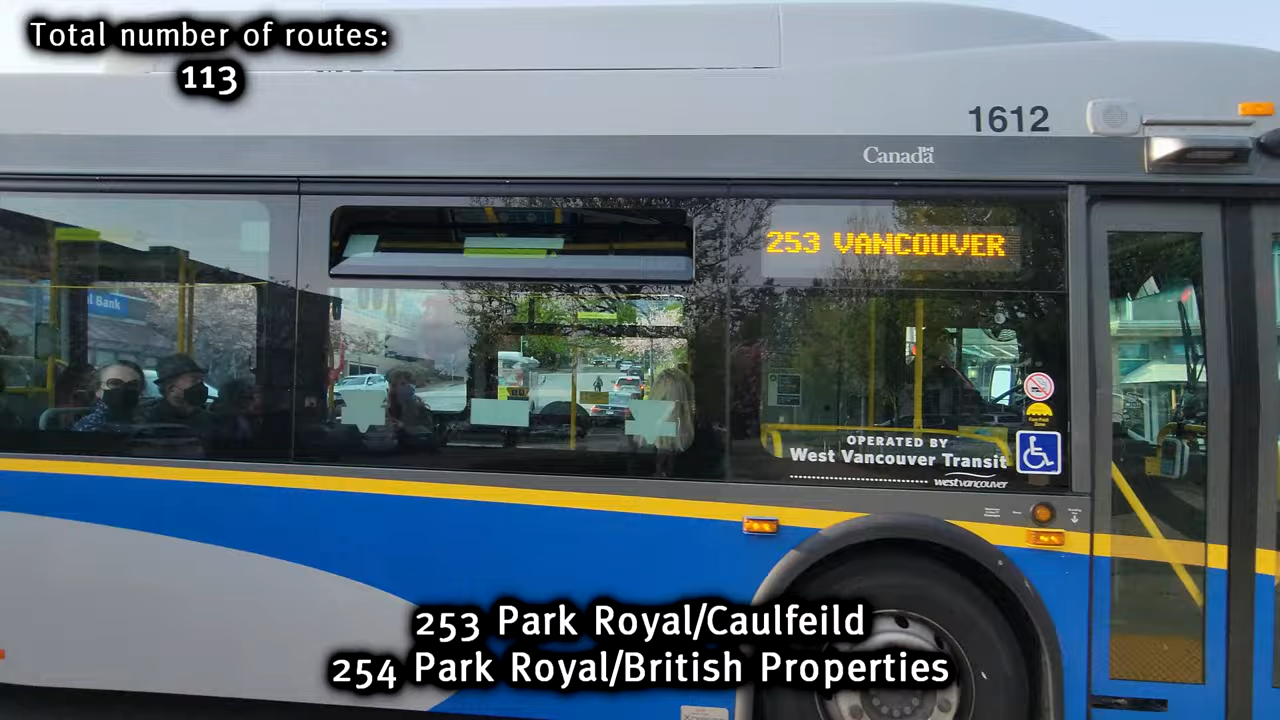 Total number of routes:
113
1612
Canada
253 VANCOUVER
l Bank
OPERATED BY
West Vancouver Transit
westvancouver
253 Park Royal/Caulfeild
254 Park Royal/British Properties